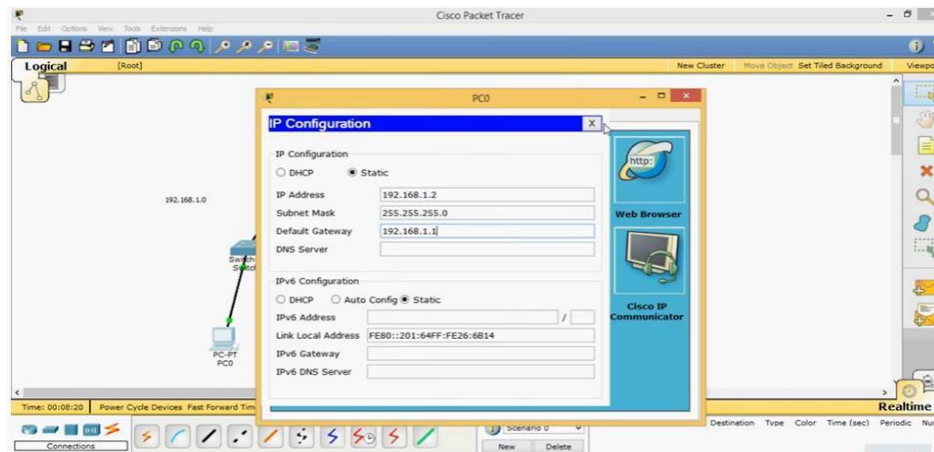 Cisco Packet Tracer
File Edit Options View Tools Extensions Help
Logical
[Root]
New Cluster Move Object Set Tiled Background Viewpo
PC0
IP Configuration
X
IP Configuration
DHCP Static
IP Address 192.168.1.2
Subnet Mask 255.255.255.0
Default Gateway 192.168.1.1
DNS Server
IPv6 Configuration
DHCP Auto Config Static
IPv6 Address /
Link Local Address FE80::201:64FF:FE26:6B14
IPv6 Gateway
IPv6 DNS Server
http:
Web Browser
Cisco IP
Communicator
192.168.1.0
Switch
PC-PT
PC0
Time: 00:08:20 Power Cycle Devices Fast Forward Tim
Realtime
Connections
Scenario 0
New Delete
Destination Type Color Time (sec) Periodic Nu